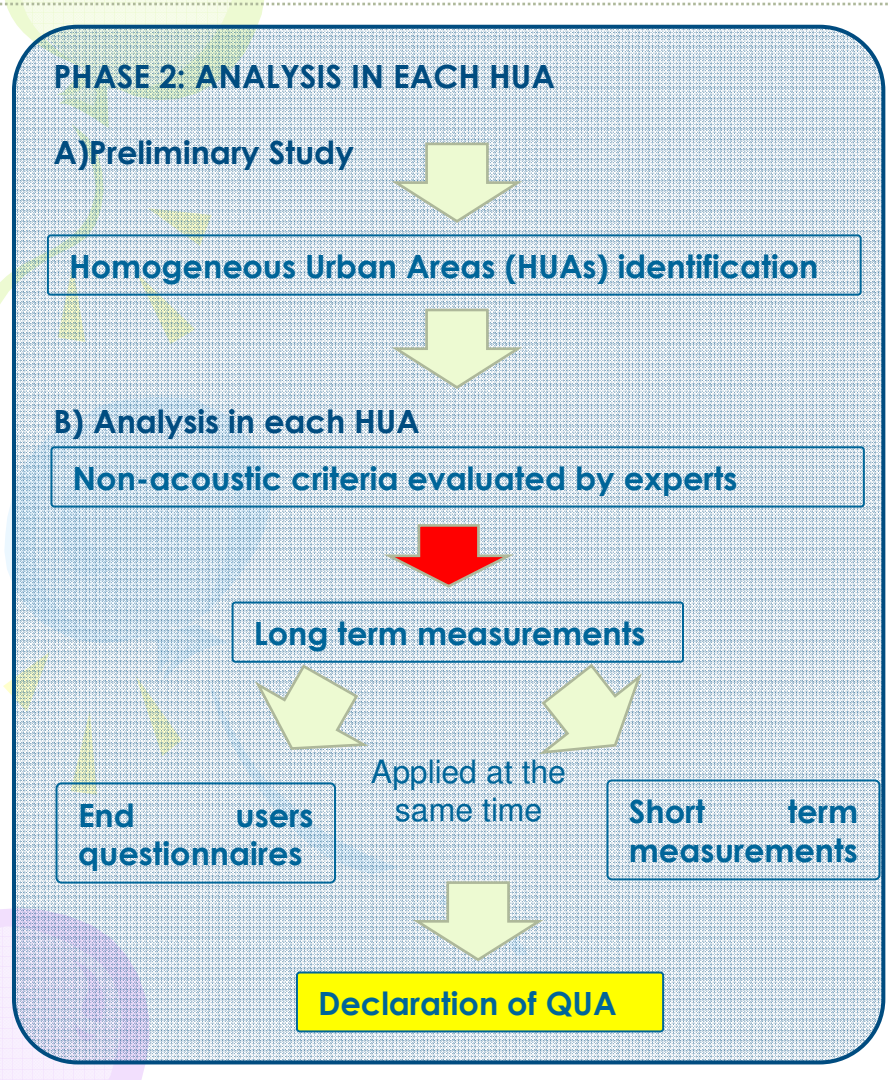 PHASE 2: ANALYSIS IN EACH HUA
A)Preliminary Study
Homogeneous Urban Areas (HUAs) identification
B) Analysis in each HUA
Non-acoustic criteria evaluated by experts
Long term measurements
Applied at the
same time
End users
questionnaires
Short term
measurements
Declaration of QUA